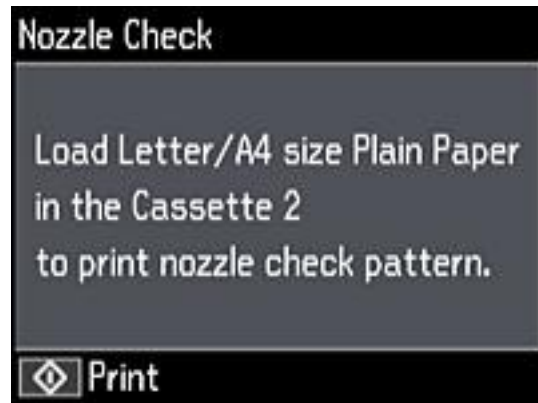 Nozzle Check
Load Letter/A4 size Plain Paper
in the Cassette 2
to print nozzle check pattern.
Print